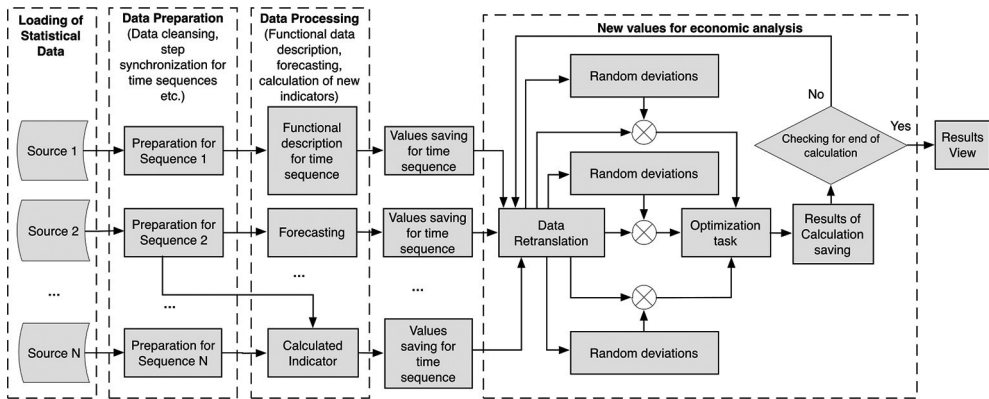 Loading of
Statistical
Data
Data Preparation
(Data cleansing,
step
synchronization for
time sequences
etc.)
Data Processing
(Functional data
description,
forecasting,
calculation of new
indicators)
New values for economic analysis
Source 1
Preparation for
Sequence 1
Functional
description
for time
sequence
Values saving
for time
sequence
Random deviations
No
Checking for end of
calculation
Yes
Results
View
Random deviations
Source 2
Preparation for
Sequence 2
Forecasting
Values saving
for time
sequence
Data
Retranslation
Optimization
task
Results of
Calculation
saving
...
...
...
...
Source N
Preparation for
Sequence N
Calculated
Indicator
Values
saving for
time
sequence
Random deviations